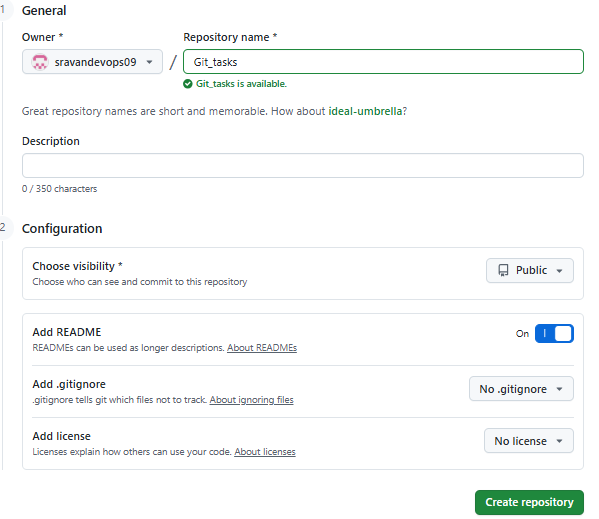 1
General
Owner *
Repository name *
sravandevops09
/
Git_tasks
Git_tasks is available.
Great repository names are short and memorable. How about ideal-umbrella?
Description
0 / 350 characters
2
Configuration
Choose visibility *
Choose who can see and commit to this repository
Public
Add README
READMEs can be used as longer descriptions. About READMEs
On
Add .gitignore
.gitignore tells git which files not to track. About ignoring files
No .gitignore
Add license
Licenses explain how others can use your code. About licenses
No license
Create repository